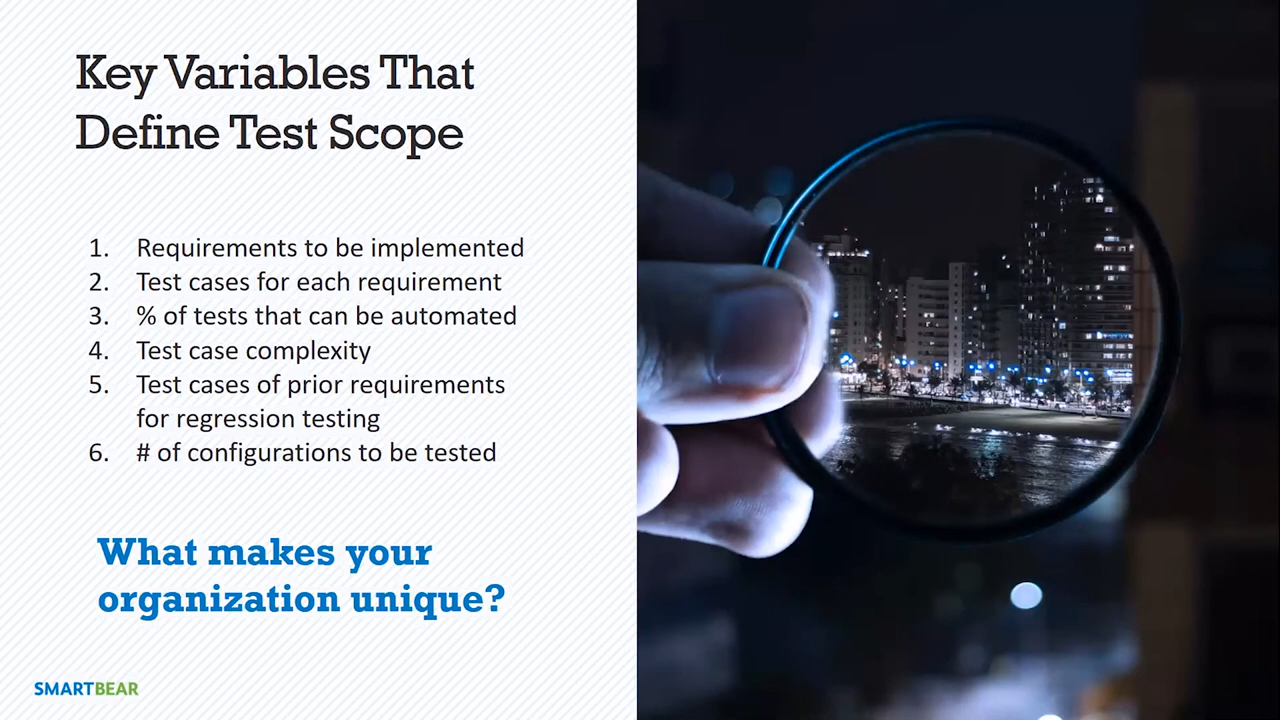 Key Variables That
Define Test Scope
1. Requirements to be implemented
2. Test cases for each requirement
3. % of tests that can be automated
4. Test case complexity
5. Test cases of prior requirements
for regression testing
6. # of configurations to be tested
What makes your
organization unique?
SMARTBEAR